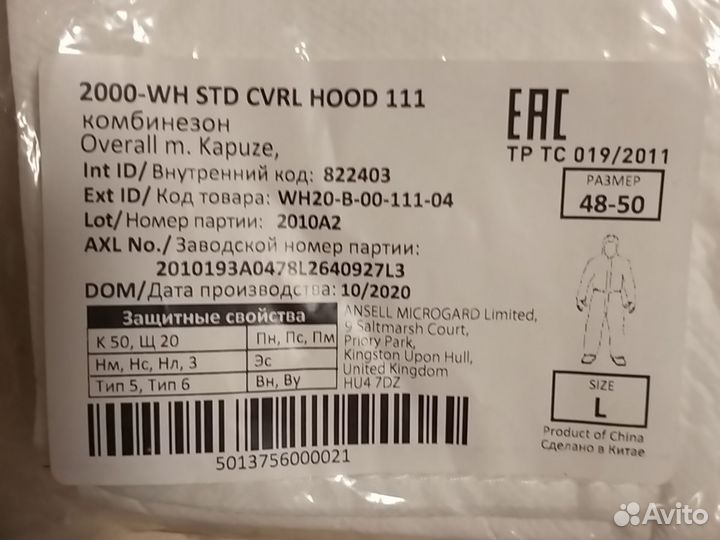 2000-WH STD CVRL HOOD 111
комбинезон
Overall m. Kapuze,
Int ID/ Внутренний код: 822403
Ext ID/ Код товара: WH20-B-00-111-04
Lot/Номер партии: 2010A2
AXL No./ Заводской номер партии:
2010193A0478L2640927L3
DOM/Дата производства: 10/2020
Защитные свойства
К 50, Щ 20
Пн, Пс, Пм
Нм, Нс, Нл, З
Эс
Тип 5, Тип 6
Вн, Ву
ANSELL MICROGARD Limited,
9 Saltmarsh Court,
Priory Park,
Kingston Upon Hull,
United Kingdom
HU4 7DZ
5013756000021
EAC
ТР ТС 019/2011
РАЗМЕР
48-50
SIZE
L
Product of China
Сделано в Китае
Avito